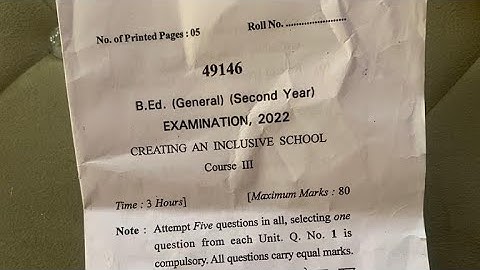 No. of Printed Pages : 05 Roll No. ......................
49146
B.Ed. (General) (Second Year)
EXAMINATION, 2022
CREATING AN INCLUSIVE SCHOOL
Course III
Time : 3 Hours] [Maximum Marks : 80
Note : Attempt Five questions in all, selecting one
question from each Unit. Q. No. 1 is
compulsory. All questions carry equal marks.